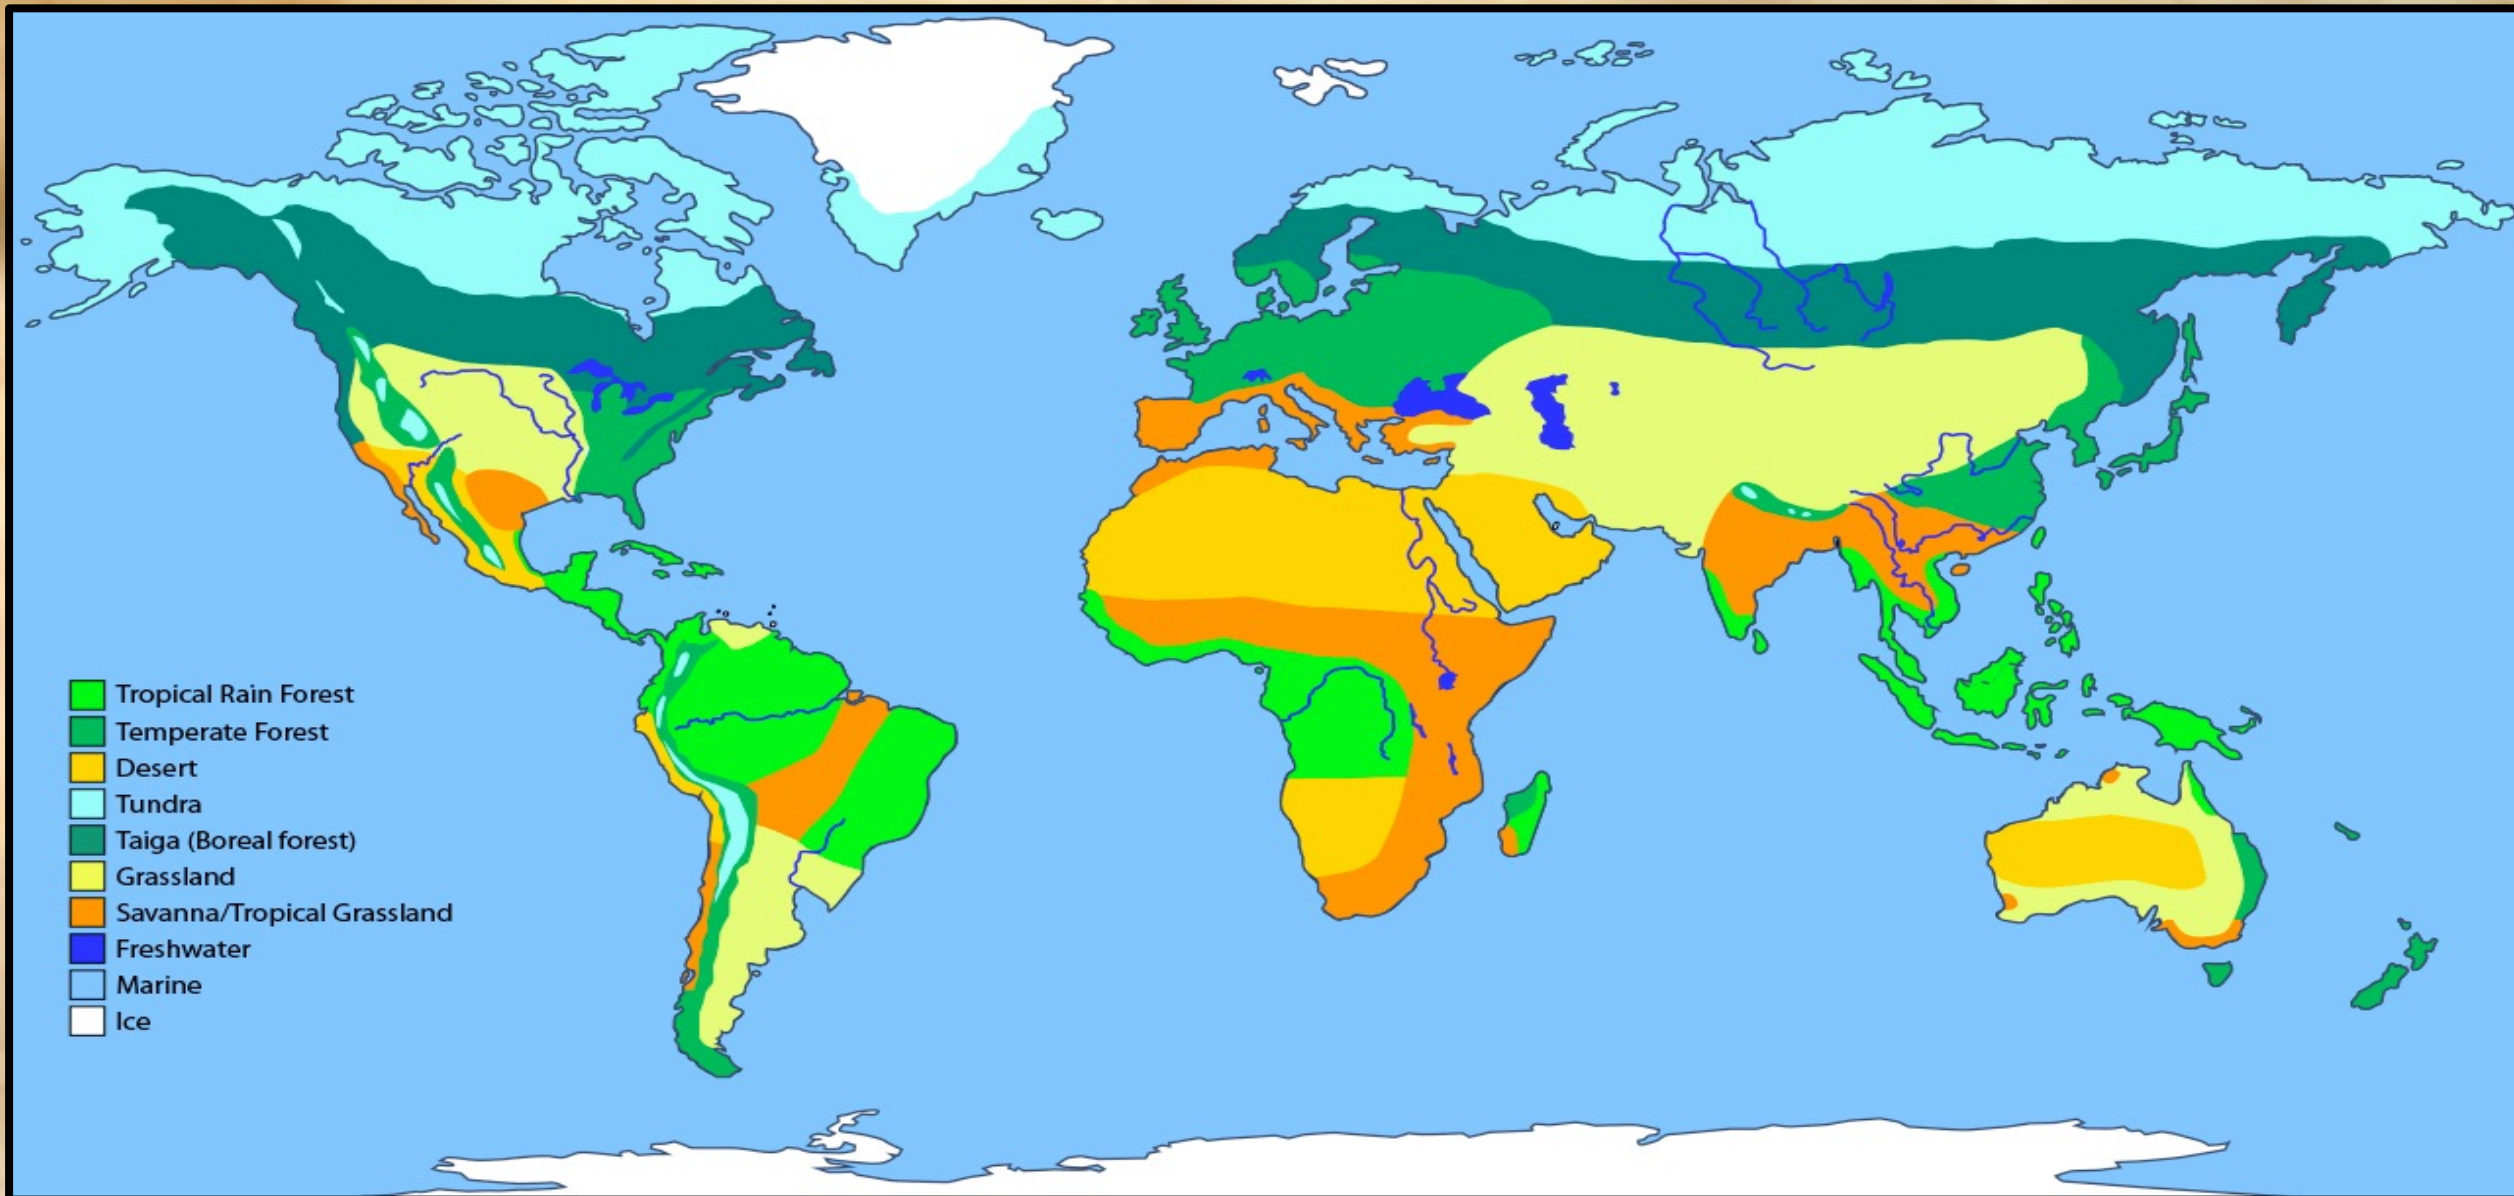 Tropical Rain Forest
Temperate Forest
Desert
Tundra
Taiga (Boreal forest)
Grassland
Savanna/Tropical Grassland
Freshwater
Marine
Ice